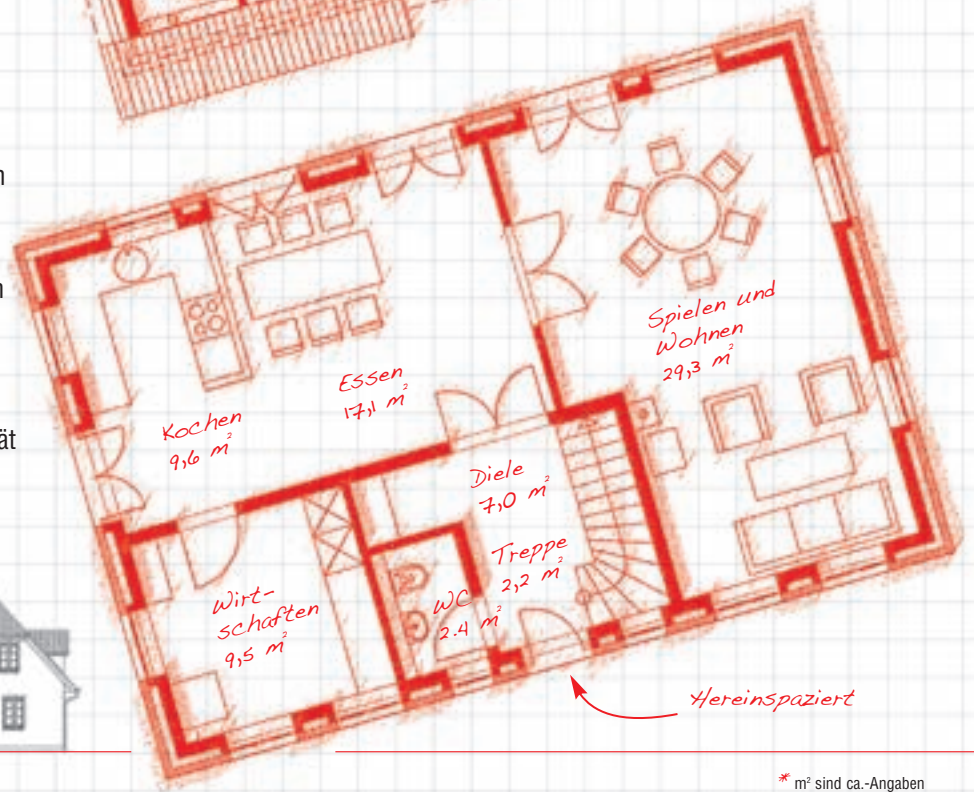 n
n
ät
Spielen und
Wohnen
29,3 m²
Essen
17,1 m²
Kochen
9,6 m²
Diele
7,0 m²
Treppe
2,2 m²
WC
2.4 m²
Wirt-
schaften
9,5 m²
Hereinspaziert
* m² sind ca.-Angaben